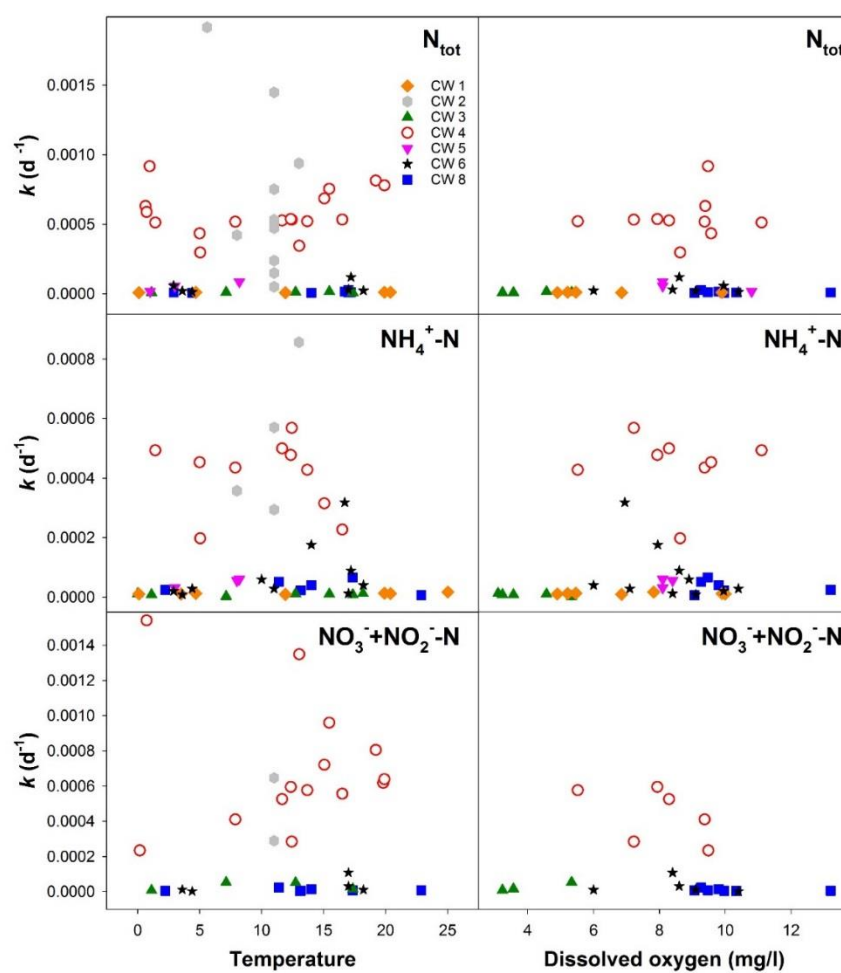 N_tot N_tot
0.0015
CW 1
CW 2
CW 3
0.0010
CW 4
CW 5
CW 6
CW 8
k (d⁻¹)
0.0005
0.0000
NH₄⁺-N NH₄⁺-N
0.0008
0.0006
k (d⁻¹)
0.0004
0.0002
0.0000
NO₃⁻+NO₂⁻-N NO₃⁻+NO₂⁻-N
0.0014
0.0012
0.0010
k (d⁻¹)
0.0008
0.0006
0.0004
0.0002
0.0000
0 5 10 15 20 25 4 6 8 10 12
Temperature Dissolved oxygen (mg/l)